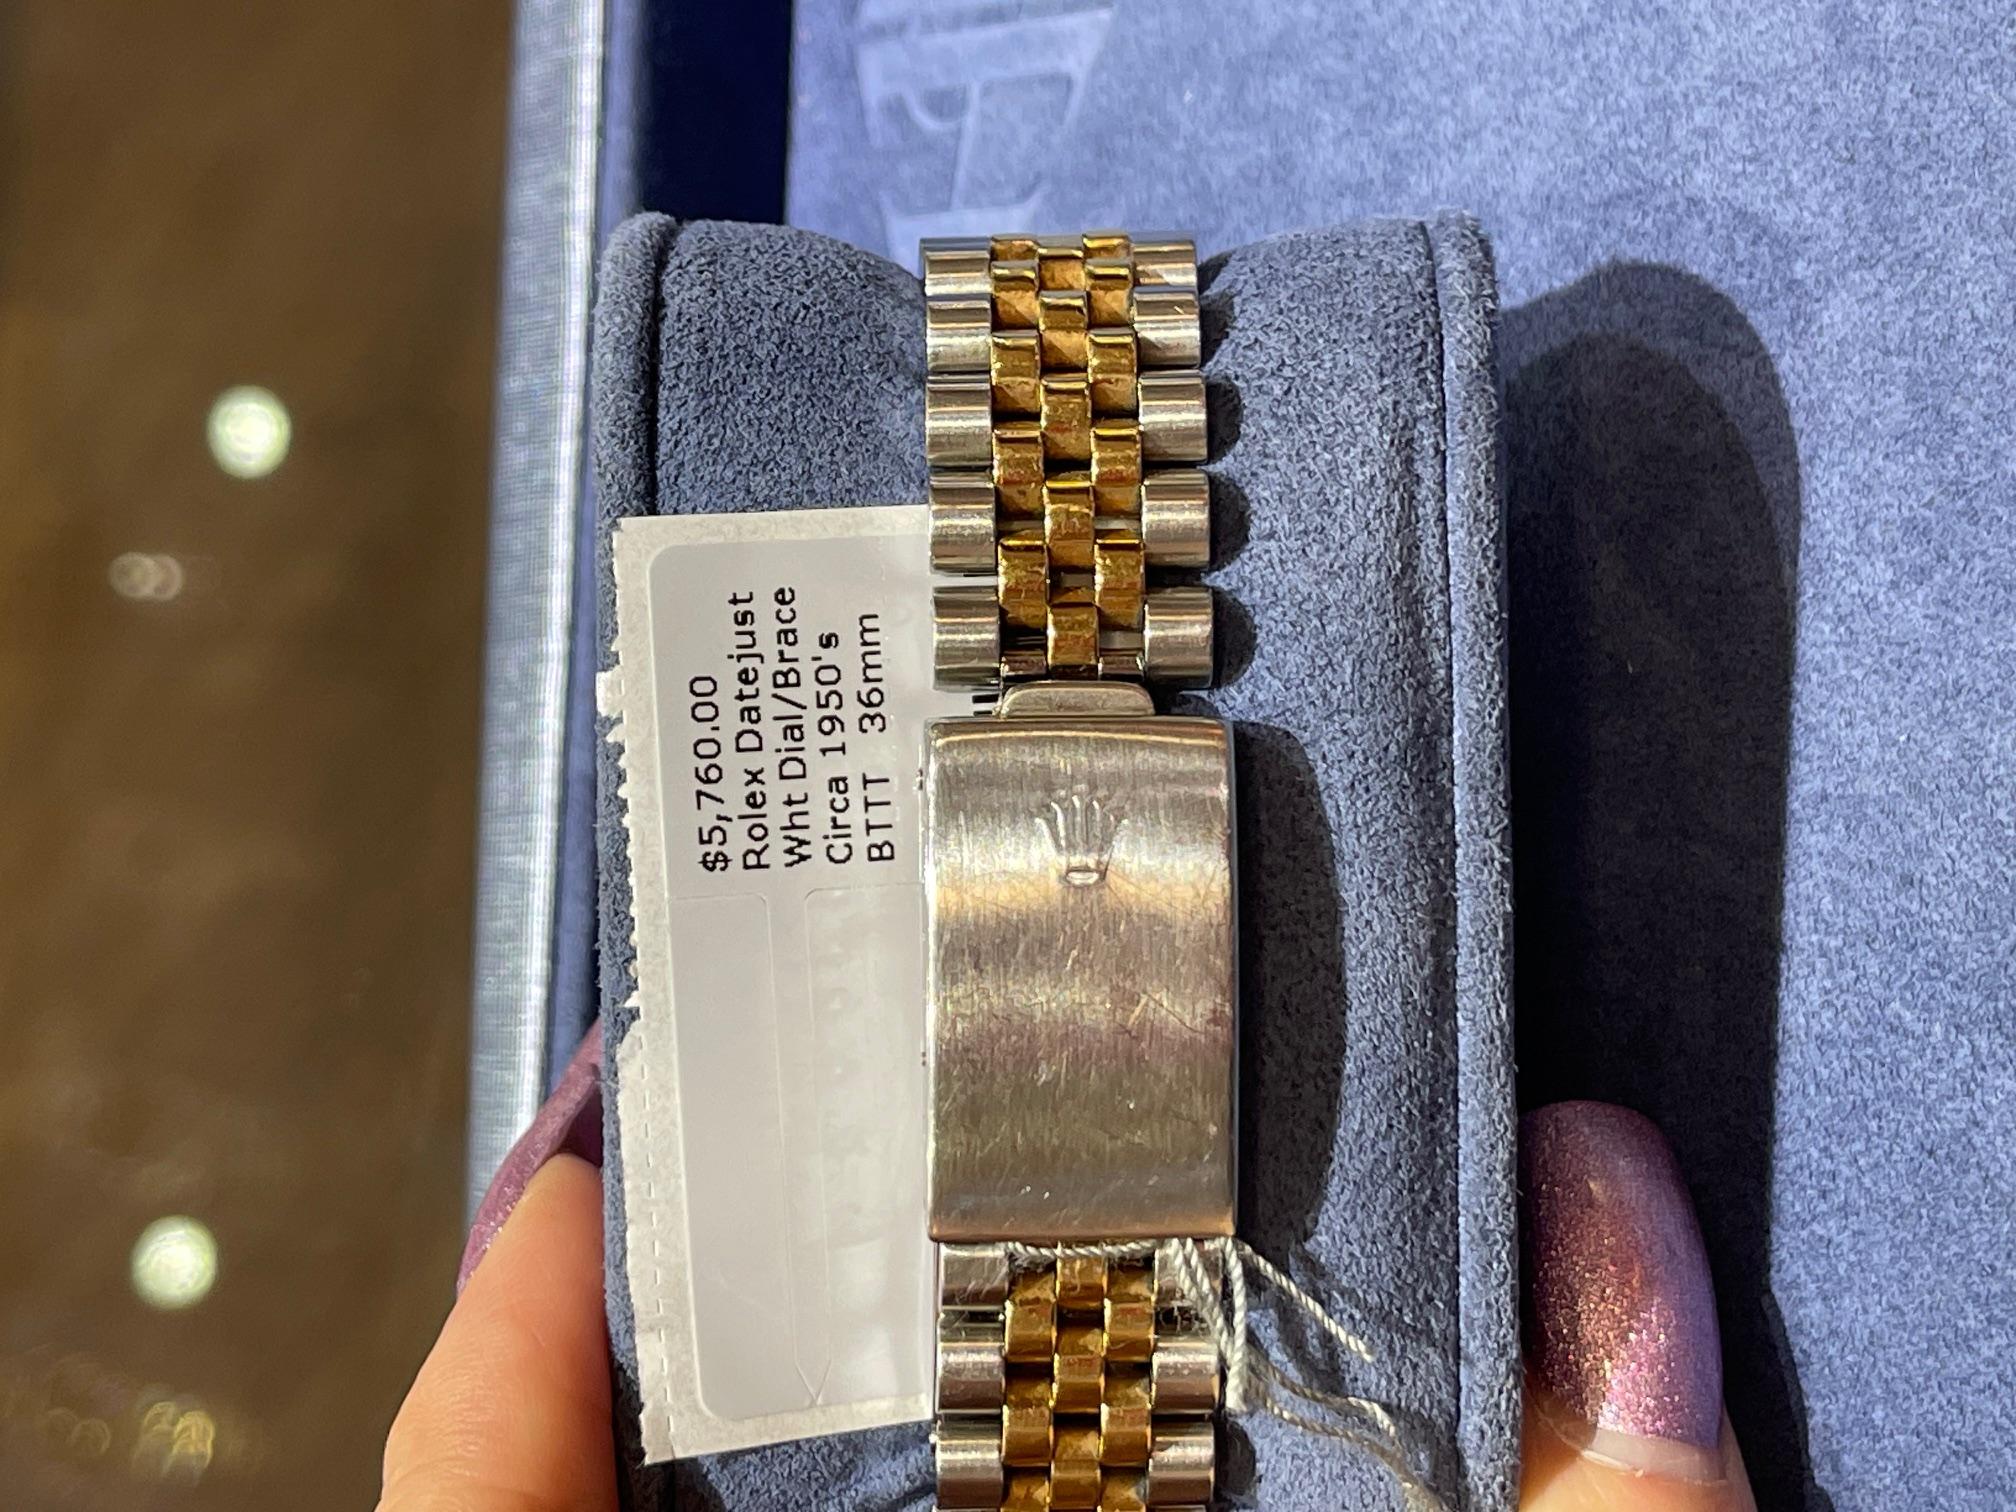 $5,760.00
Rolex Datejust
Wht Dial/Brace
Circa 1950's
BTTT 36mm